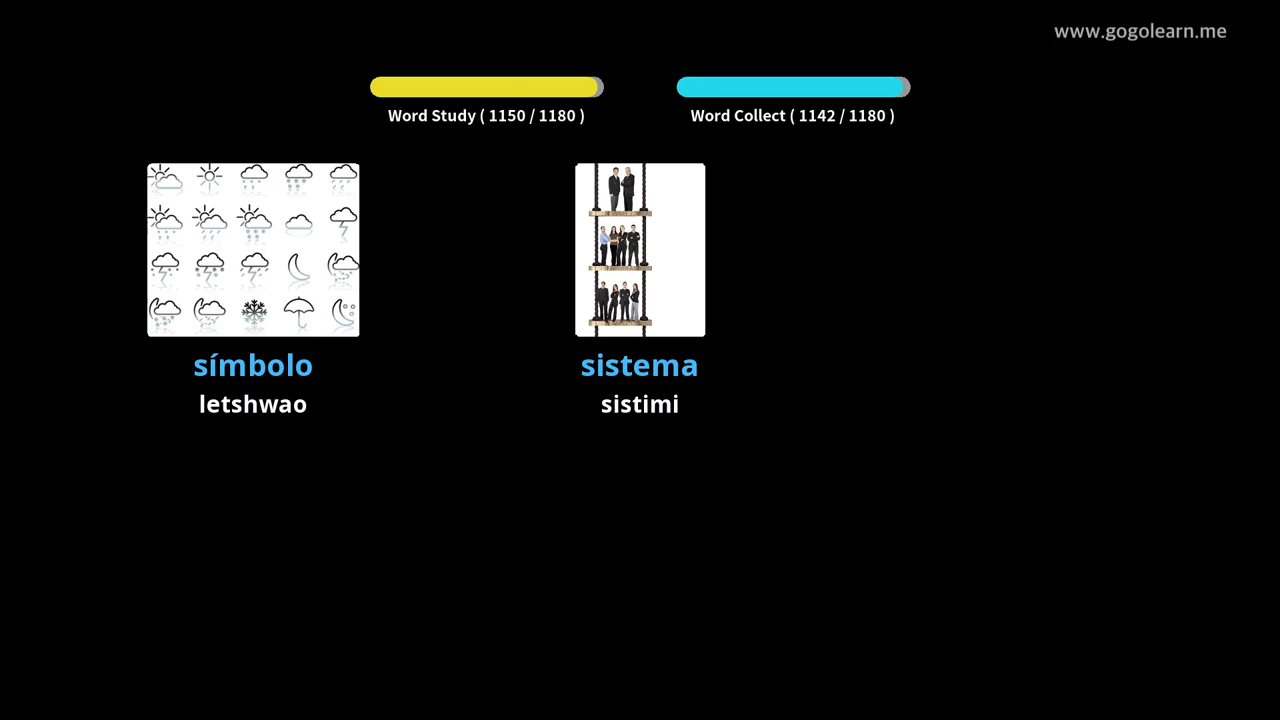 www.gogolearn.me
Word Study ( 1150 / 1180 )
Word Collect ( 1142 / 1180 )
símbolo
letshwao
sistema
sistimi